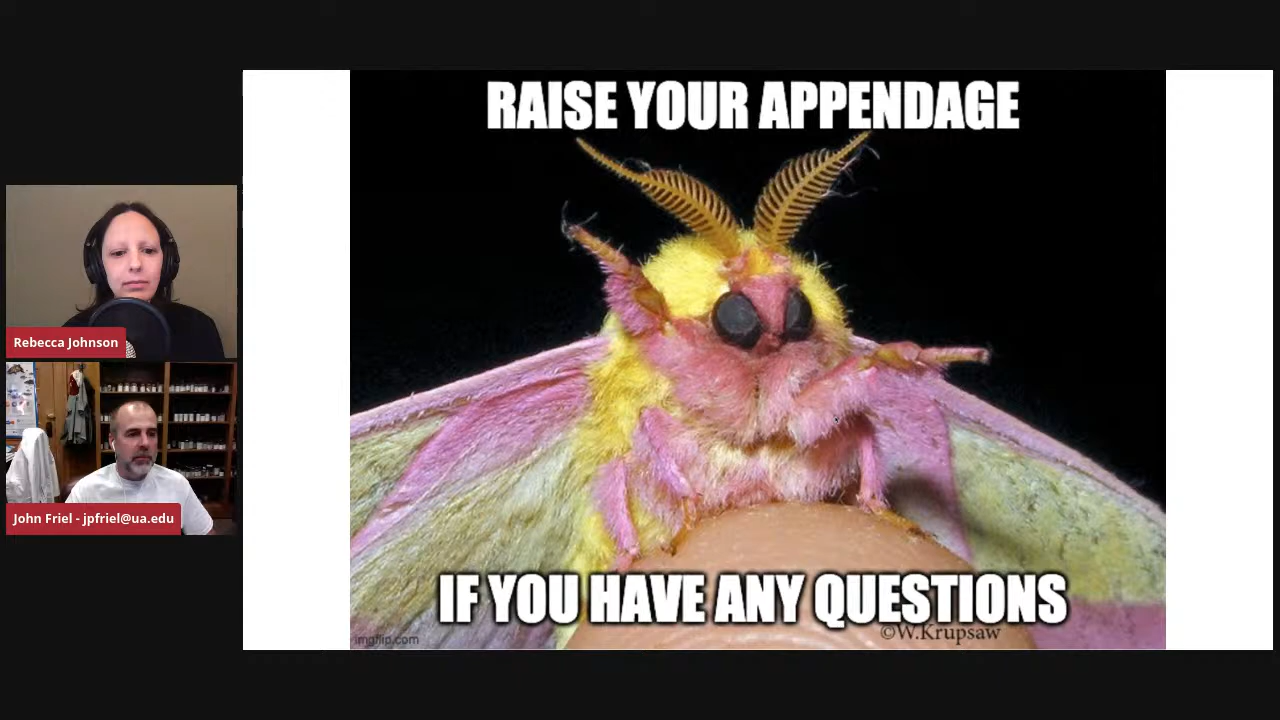 RAISE YOUR APPENDAGE
Rebecca Johnson
John Friel - jpfriel@ua.edu
IF YOU HAVE ANY QUESTIONS
©W.Krupsaw
imgflip.com